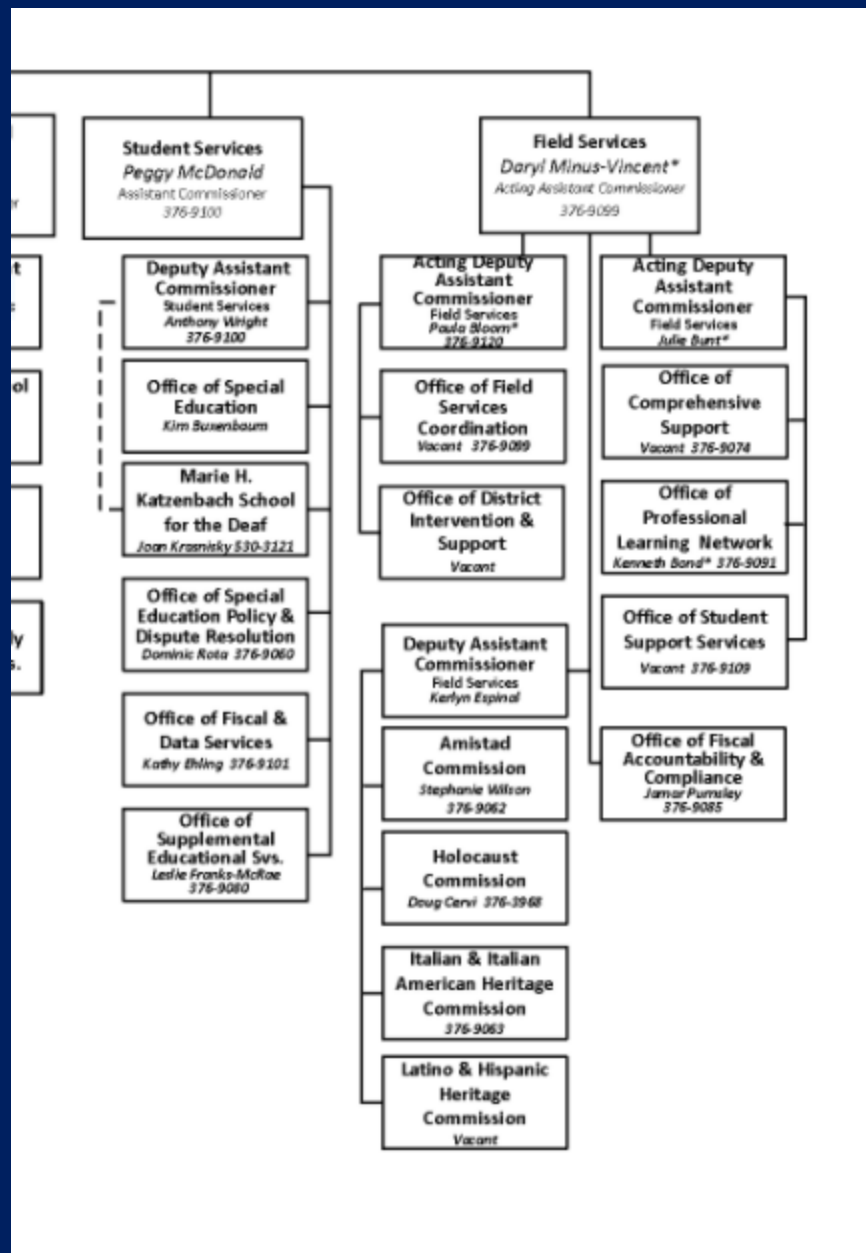 r
t
:
ol
ly
s.
Student Services
Peggy McDonald
Assistant Commissioner
376-9100
Deputy Assistant
Commissioner
Student Services
Anthony Wright
376-9100
Office of Special
Education
Kim Buxenbaum
Marie H.
Katzenbach School
for the Deaf
Joan Krasnisky 530-3121
Office of Special
Education Policy &
Dispute Resolution
Dominic Rota 376-9060
Office of Fiscal &
Data Services
Kathy Ehling 376-9101
Office of
Supplemental
Educational Svs.
Leslie Franks-McRae
376-9080
Field Services
Daryl Minus-Vincent*
Acting Assistant Commissioner
376-9099
Acting Deputy
Assistant
Commissioner
Field Services
Paula Bloom*
376-9120
Office of Field
Services
Coordination
Vacant 376-9099
Office of District
Intervention &
Support
Vacant
Deputy Assistant
Commissioner
Field Services
Kerlyn Espinal
Amistad
Commission
Stephanie Wilson
376-9062
Holocaust
Commission
Doug Cervi 376-3968
Italian & Italian
American Heritage
Commission
376-9063
Latino & Hispanic
Heritage
Commission
Vacant
Acting Deputy
Assistant
Commissioner
Field Services
Julie Bunt*
Office of
Comprehensive
Support
Vacant 376-9074
Office of
Professional
Learning Network
Kenneth Bond* 376-9091
Office of Student
Support Services
Vacant 376-9109
Office of Fiscal
Accountability &
Compliance
Jamar Purnsley
376-9085